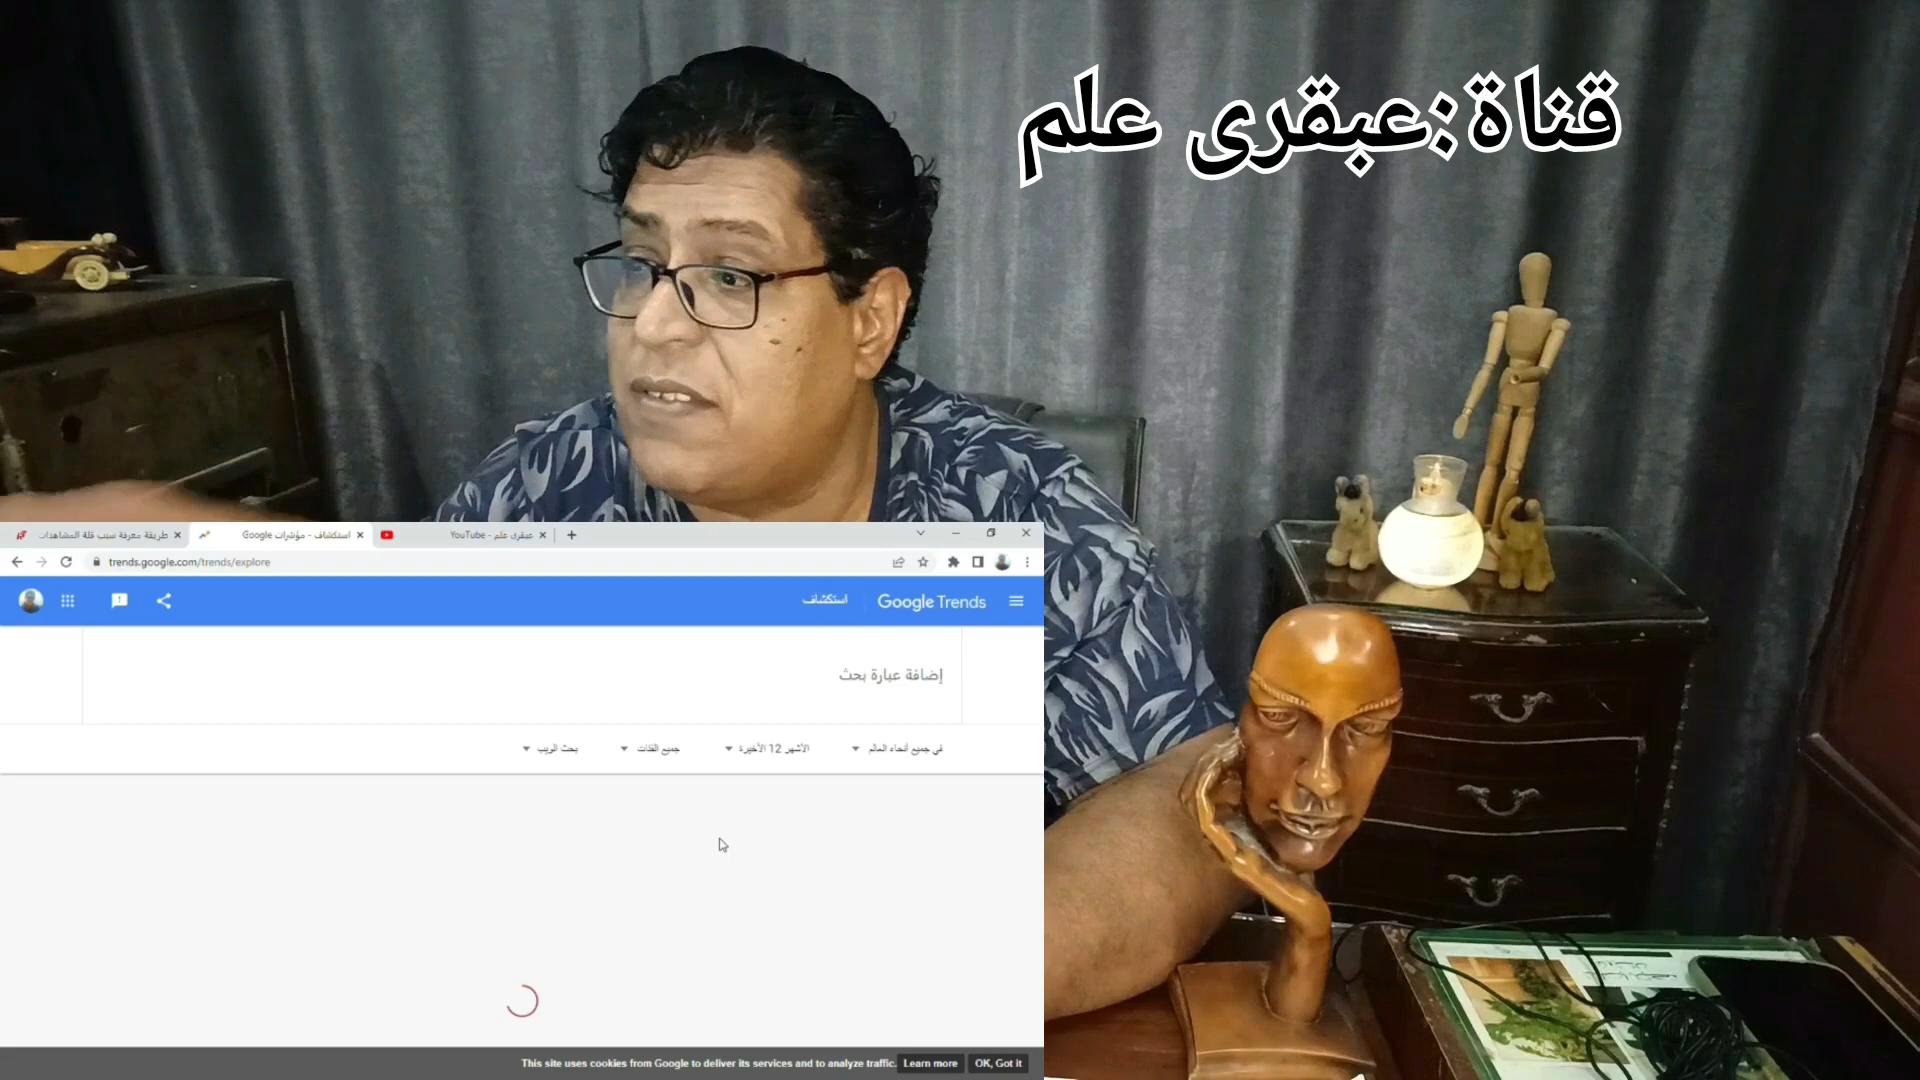 قناة:عبقرى علم
طريقة معرفة سبب قلة المشاهدات
استكشاف - مؤشرات Google
عبقرى علم - YouTube
trends.google.com/trends/explore
Google Trends استكشاف
إضافة عبارة بحث
في جميع أنحاء العالم الأشهر 12 الأخيرة جميع الفئات بحث الويب
This site uses cookies from Google to deliver its services and to analyze traffic. Learn more OK, Got it